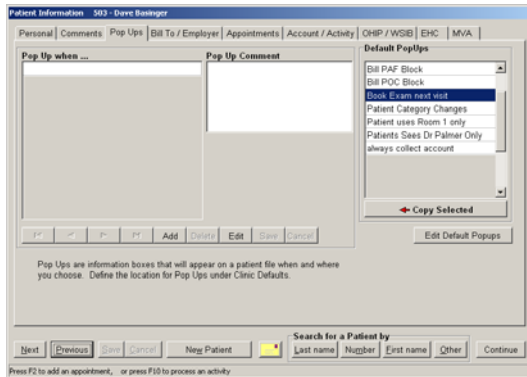 Patient Information 503 - Dave Basinger
Personal Comments Pop Ups Bill To / Employer Appointments Account / Activity OHIP / WSIB EHC MVA
Pop Up when ...
Pop Up Comment
Default PopUps
Bill PAF Block
Bill POC Block
Book Exam next visit
Patient Category Changes
Patient uses Room 1 only
Patients Sees Dr Palmer Only
always collect account
Copy Selected
Add Delete Edit Save Cancel
Edit Default Popups
Pop Ups are information boxes that will appear on a patient file when and where
you choose. Define the location for Pop Ups under Clinic Defaults.
Search for a Patient by
Next Previous Save Cancel New Patient Last name Number First name Other Continue
Press F2 to add an appointment, or press F10 to process an activity